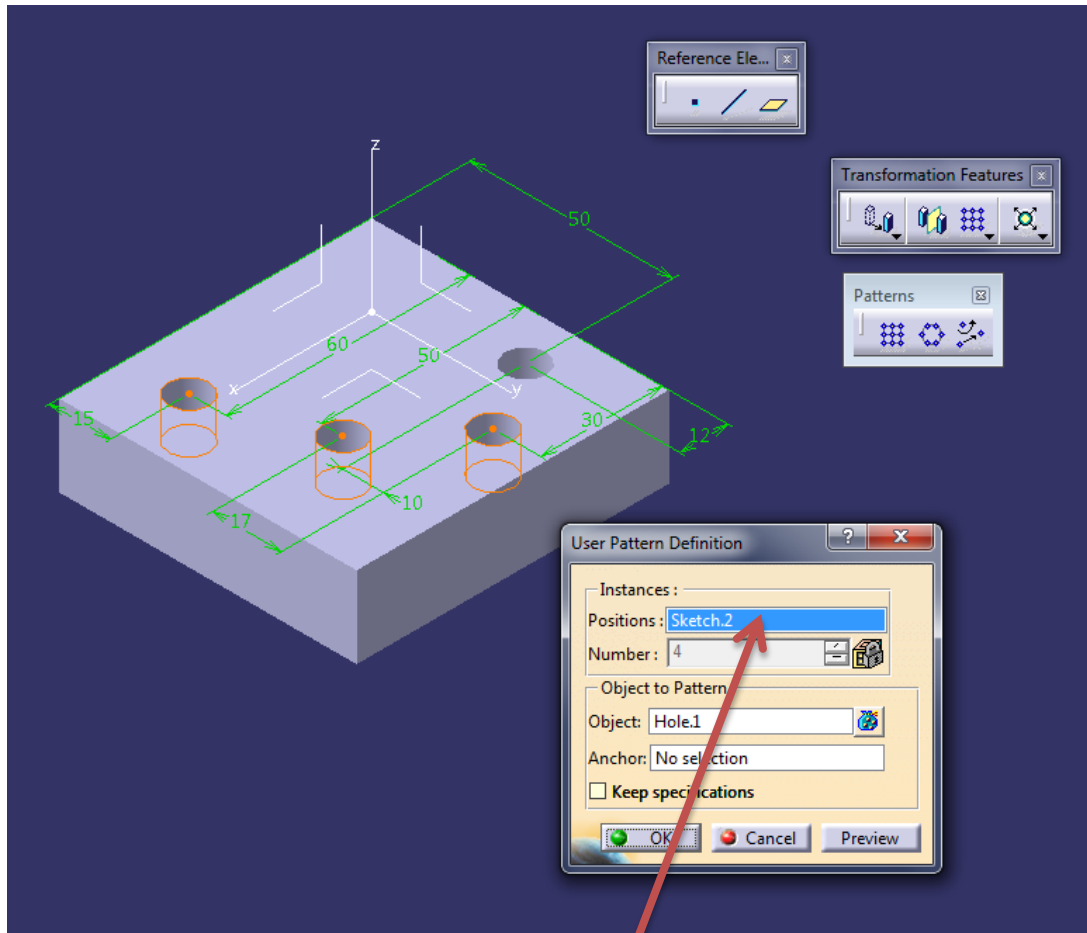 Reference Ele...
Transformation Features
Patterns
z
50
60
50
x
y
15
30
12
10
17
User Pattern Definition
?
Instances :
Positions : Sketch.2
Number : 4
Object to Pattern
Object: Hole.1
Anchor: No selection
Keep specifications
OK Cancel Preview